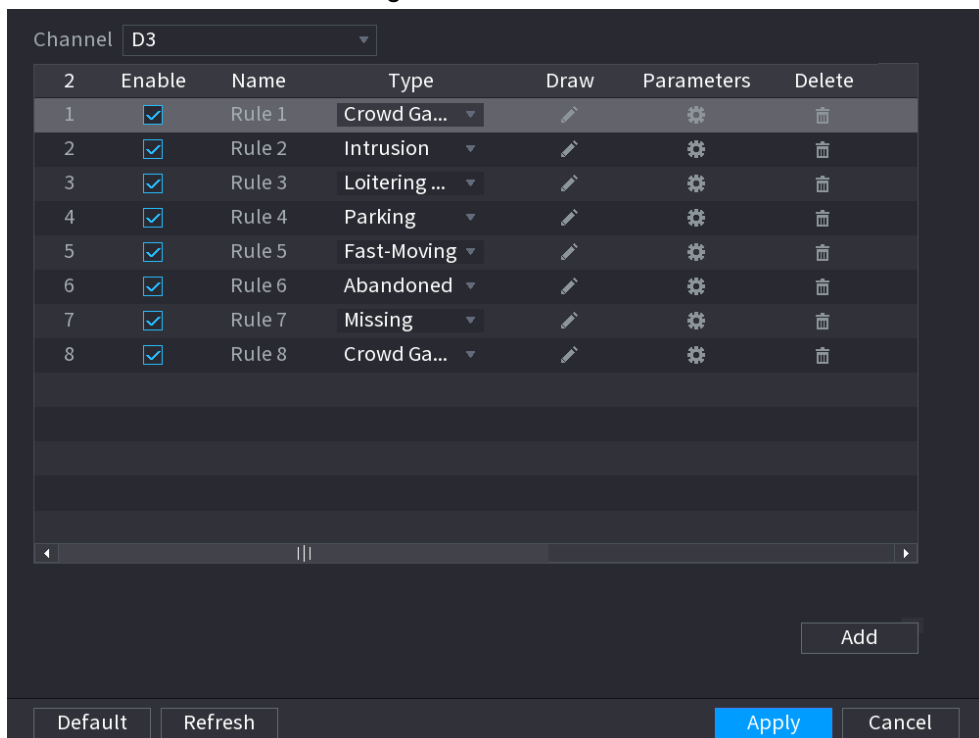 Channel D3
2 Enable Name Type Draw Parameters Delete
1 Rule 1 Crowd Ga...
2 Rule 2 Intrusion
3 Rule 3 Loitering ...
4 Rule 4 Parking
5 Rule 5 Fast-Moving
6 Rule 6 Abandoned
7 Rule 7 Missing
8 Rule 8 Crowd Ga...
Add
Default Refresh Apply Cancel